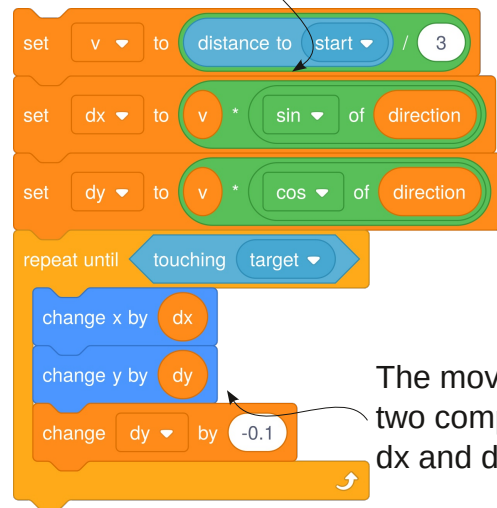 set v to distance to start / 3
set dx to v * sin of direction
set dy to v * cos of direction
repeat until touching target
change x by dx
change y by dy
change dy by -0.1
The mov
two comp
dx and d